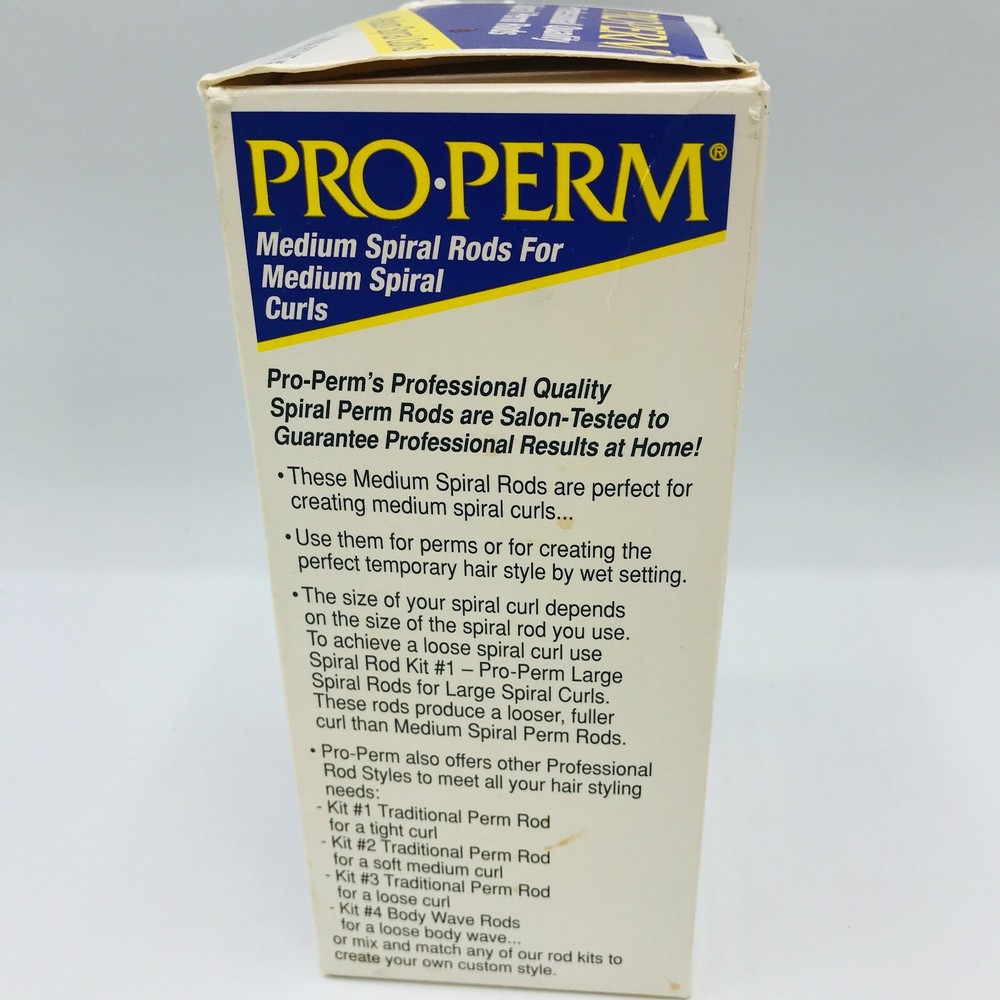 PRO·PERM®
Medium Spiral Rods For
Medium Spiral
Curls
Pro-Perm's Professional Quality
Spiral Perm Rods are Salon-Tested to
Guarantee Professional Results at Home!
• These Medium Spiral Rods are perfect for
creating medium spiral curls...
• Use them for perms or for creating the
perfect temporary hair style by wet setting.
• The size of your spiral curl depends
on the size of the spiral rod you use.
To achieve a loose spiral curl use
Spiral Rod Kit #1 – Pro-Perm Large
Spiral Rods for Large Spiral Curls.
These rods produce a looser, fuller
curl than Medium Spiral Perm Rods.
• Pro-Perm also offers other Professional
Rod Styles to meet all your hair styling
needs:
- Kit #1 Traditional Perm Rod
for a tight curl
- Kit #2 Traditional Perm Rod
for a soft medium curl
- Kit #3 Traditional Perm Rod
for a loose curl
- Kit #4 Body Wave Rods
for a loose body wave...
or mix and match any of our rod kits to
create your own custom style.